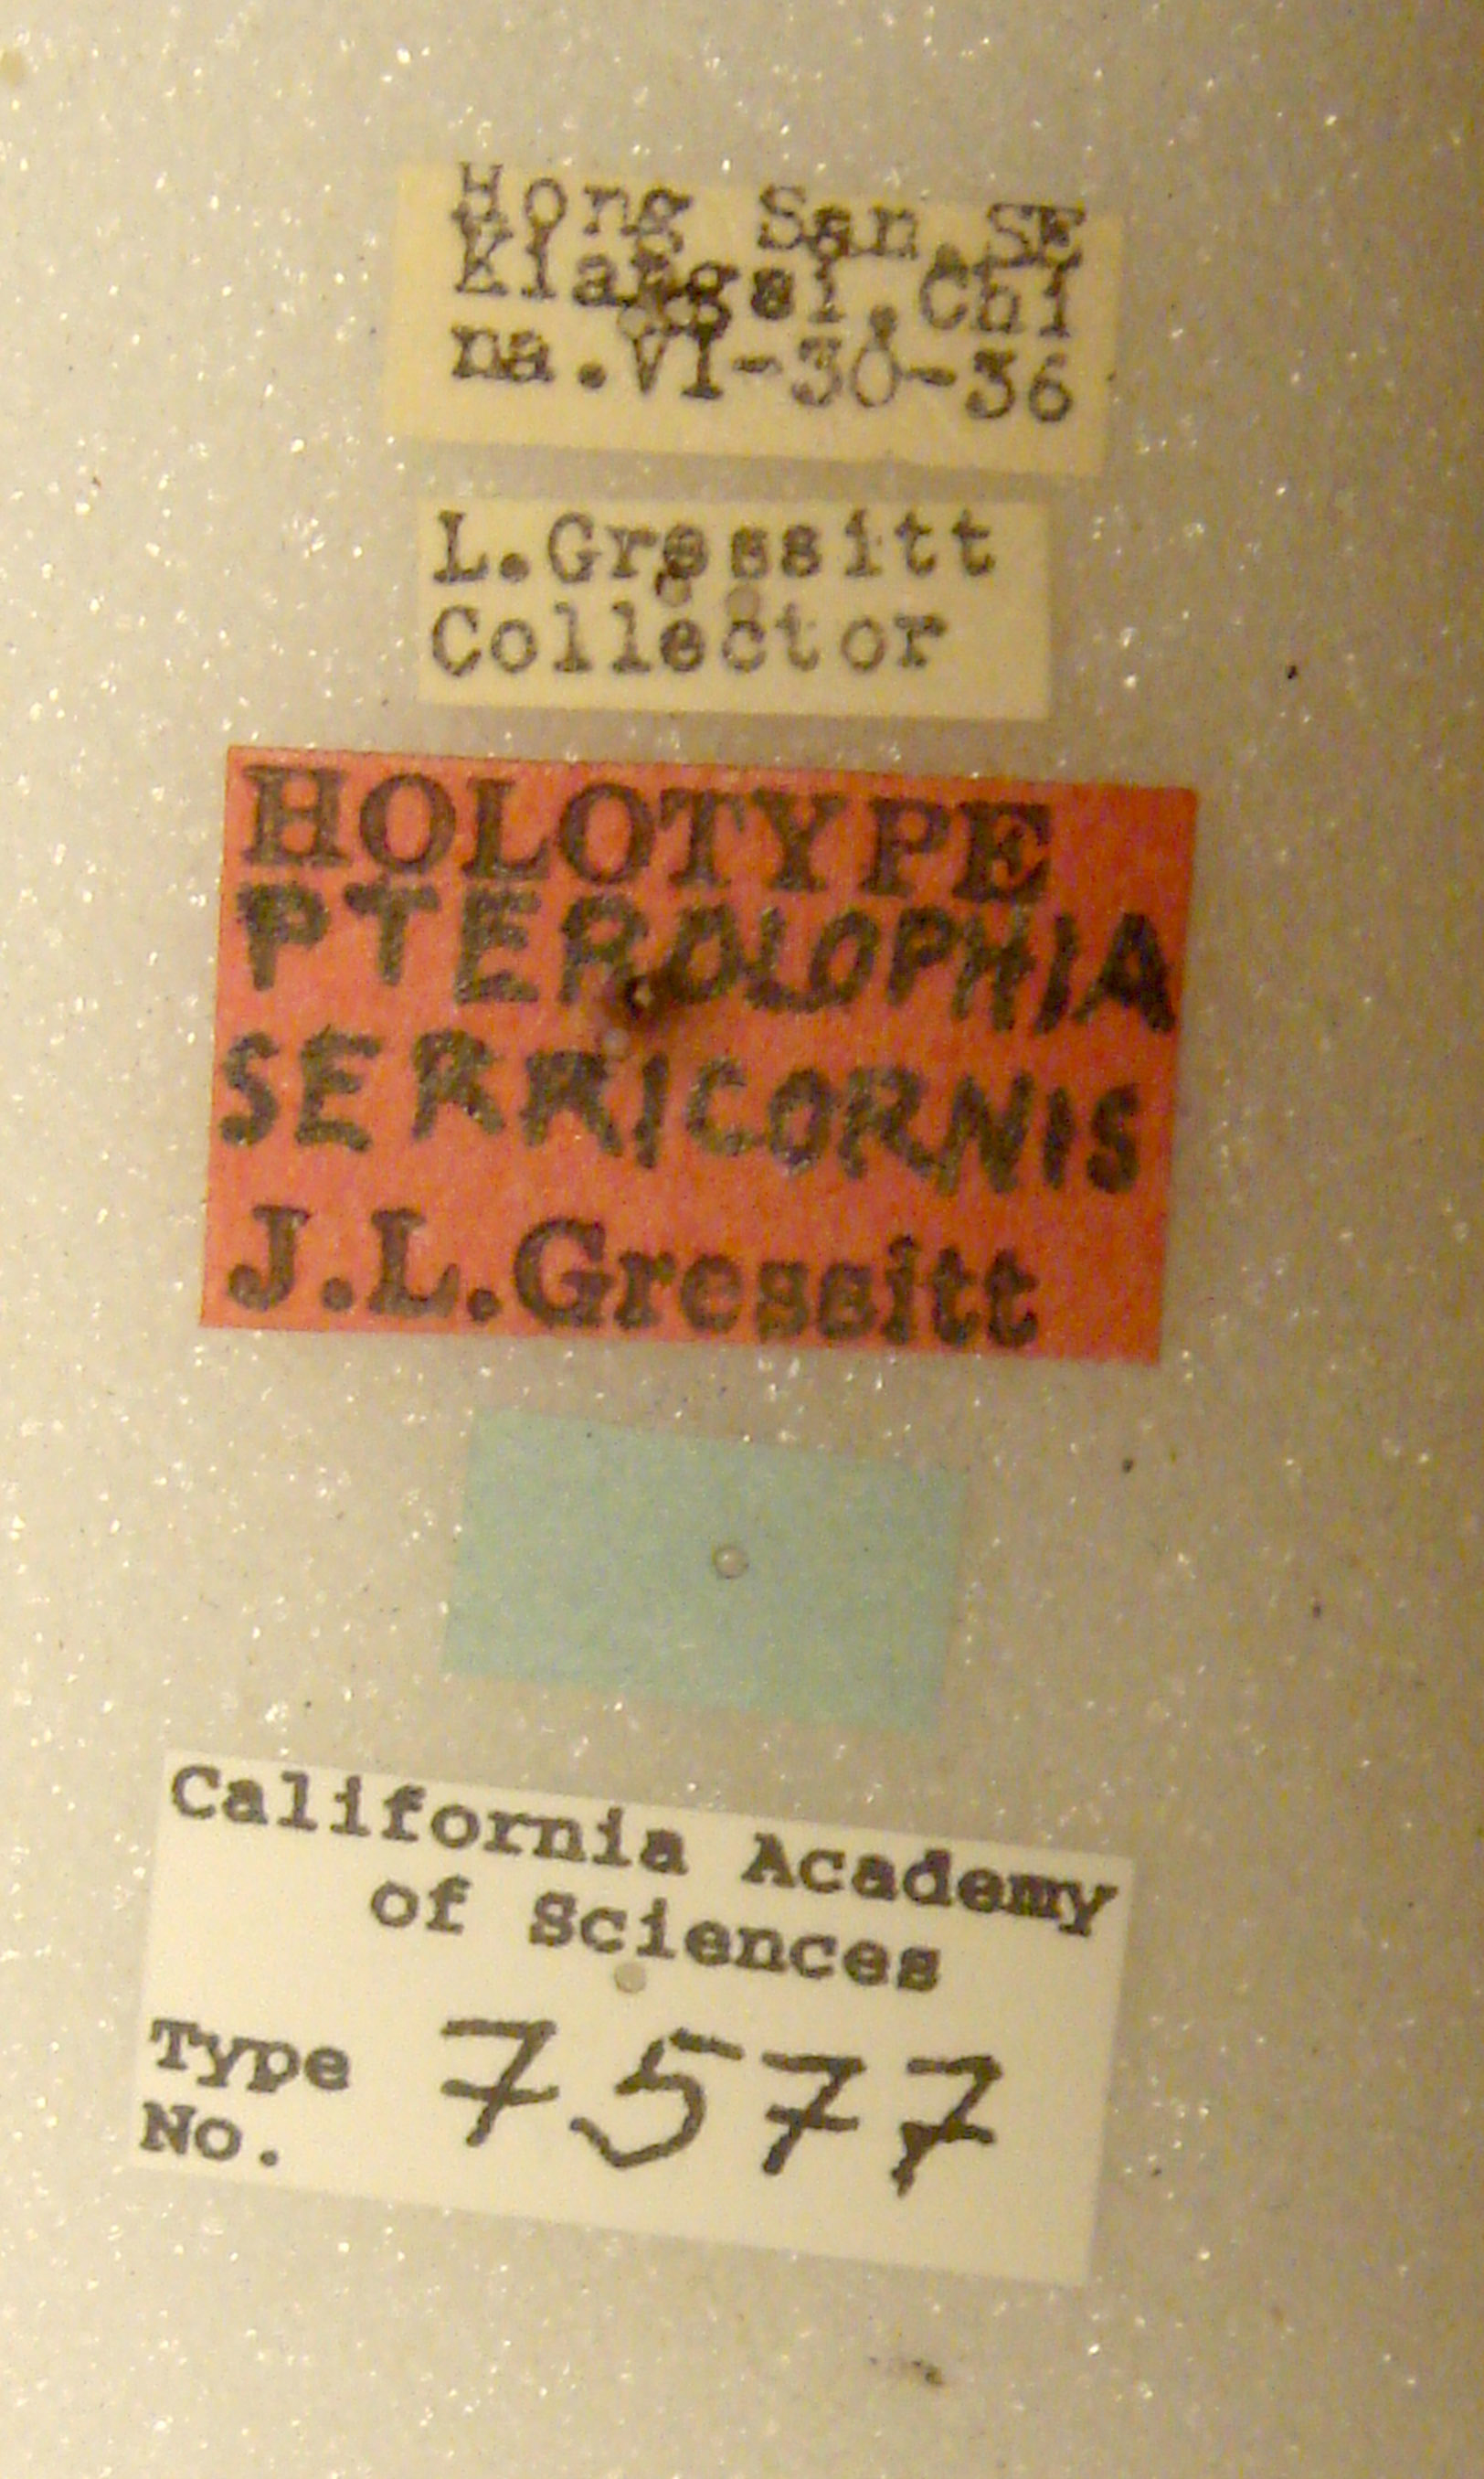 Hong San.SE
Kiangsi.Chi
na.VI-30-36
L.Gressitt
Collector
HOLOTYPE
PTEROLOPHIA
SERRICORNIS
J.L.Gressitt
California Academy
of Sciences
Type 7577
No.